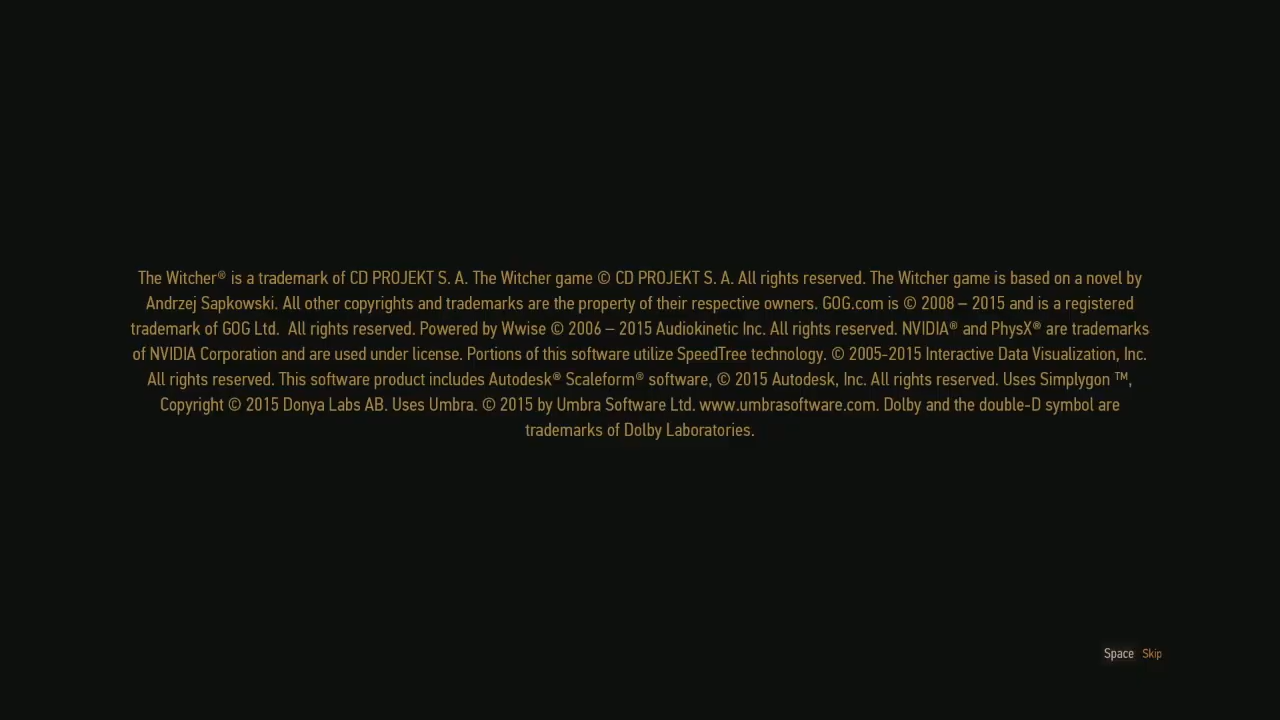 The Witcher® is a trademark of CD PROJEKT S. A. The Witcher game © CD PROJEKT S. A. All rights reserved. The Witcher game is based on a novel by
Andrzej Sapkowski. All other copyrights and trademarks are the property of their respective owners. GOG.com is © 2008 – 2015 and is a registered
trademark of GOG Ltd.  All rights reserved. Powered by Wwise © 2006 – 2015 Audiokinetic Inc. All rights reserved. NVIDIA® and PhysX® are trademarks
of NVIDIA Corporation and are used under license. Portions of this software utilize SpeedTree technology. © 2005-2015 Interactive Data Visualization, Inc.
All rights reserved. This software product includes Autodesk® Scaleform® software, © 2015 Autodesk, Inc. All rights reserved. Uses Simplygon ™,
Copyright © 2015 Donya Labs AB. Uses Umbra. © 2015 by Umbra Software Ltd. www.umbrasoftware.com. Dolby and the double-D symbol are
trademarks of Dolby Laboratories.
Space Skip